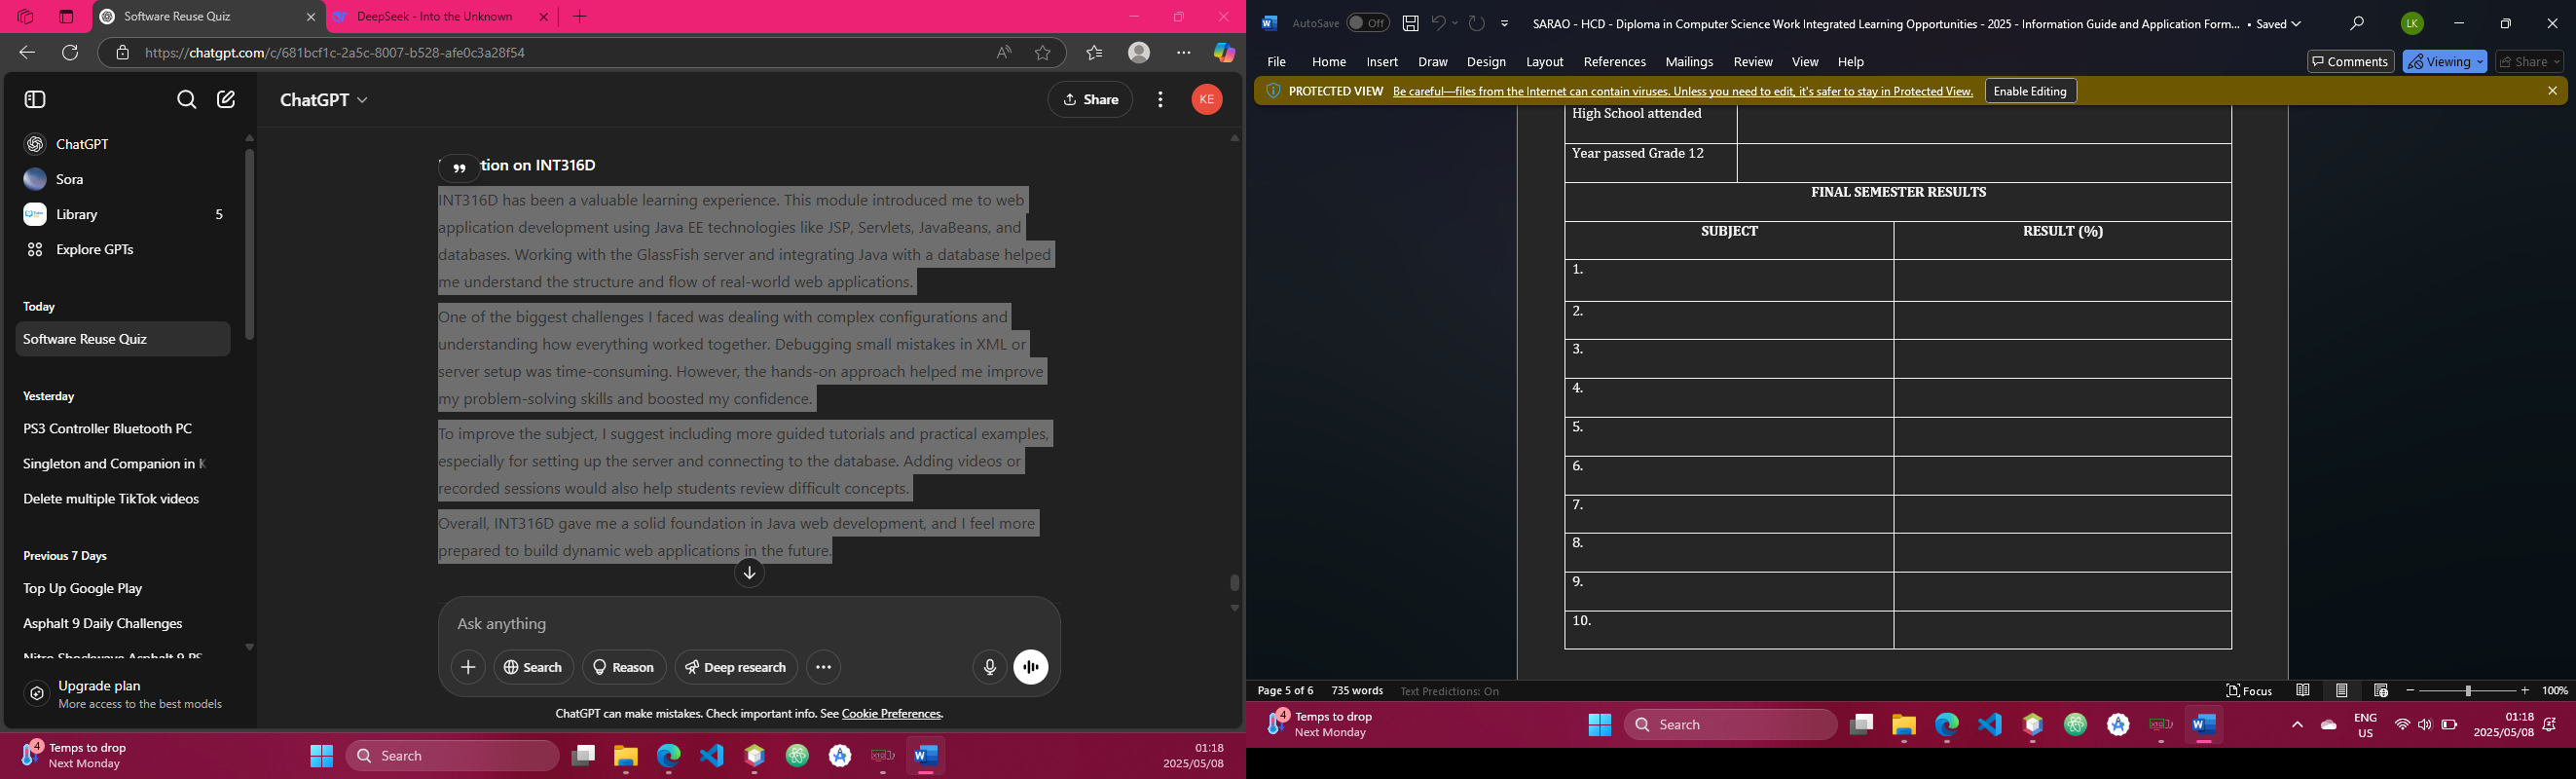 Software Reuse Quiz
DeepSeek - Into the Unknown
https://chatgpt.com/c/681bcf1c-2a5c-8007-b528-afe0c3a28f54
ChatGPT
Sora
Library
5
Explore GPTs
Today
Software Reuse Quiz
Yesterday
PS3 Controller Bluetooth PC
Singleton and Companion in K
Delete multiple TikTok videos
Previous 7 Days
Top Up Google Play
Asphalt 9 Daily Challenges
Nitro Shockwave Asphalt 9 PS
Upgrade plan
More access to the best models
ChatGPT
Share
KE
tion on INT316D
INT316D has been a valuable learning experience. This module introduced me to web
application development using Java EE technologies like JSP, Servlets, JavaBeans, and
databases. Working with the GlassFish server and integrating Java with a database helped
me understand the structure and flow of real-world web applications.
One of the biggest challenges I faced was dealing with complex configurations and
understanding how everything worked together. Debugging small mistakes in XML or
server setup was time-consuming. However, the hands-on approach helped me improve
my problem-solving skills and boosted my confidence.
To improve the subject, I suggest including more guided tutorials and practical examples,
especially for setting up the server and connecting to the database. Adding videos or
recorded sessions would also help students review difficult concepts.
Overall, INT316D gave me a solid foundation in Java web development, and I feel more
prepared to build dynamic web applications in the future.
Ask anything
Search
Reason
Deep research
ChatGPT can make mistakes. Check important info. See Cookie Preferences.
4
Temps to drop
Next Monday
Search
01:18
2025/05/08
AutoSave
Off
SARAO - HCD - Diploma in Computer Science Work Integrated Learning Opportunities - 2025 - Information Guide and Application Form... • Saved
LK
File Home Insert Draw Design Layout References Mailings Review View Help
Comments
Viewing
Share
PROTECTED VIEW Be careful—files from the Internet can contain viruses. Unless you need to edit, it's safer to stay in Protected View.
Enable Editing
High School attended
Year passed Grade 12
FINAL SEMESTER RESULTS
SUBJECT
RESULT (%)
1.
2.
3.
4.
5.
6.
7.
8.
9.
10.
Page 5 of 6
735 words
Text Predictions: On
Focus
100%
4
Temps to drop
Next Monday
Search
ENG
US
01:18
2025/05/08